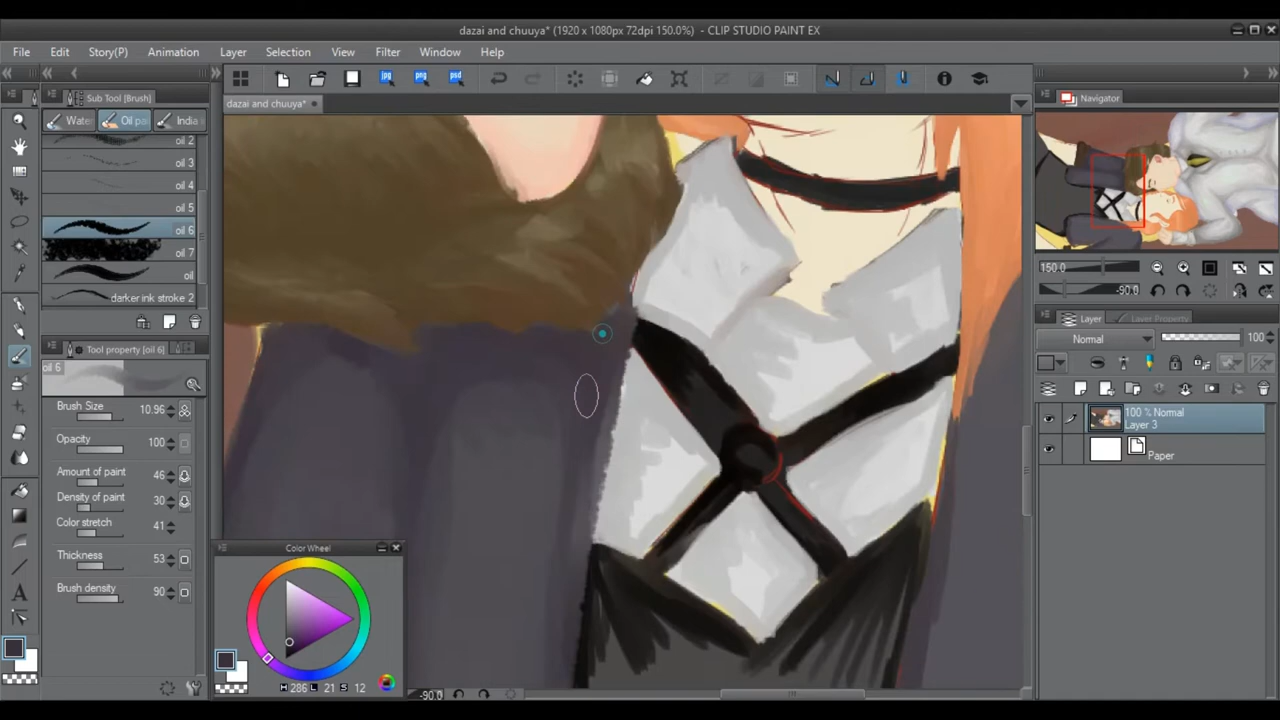 dazai and chuuya* (1920 x 1080px 72dpi 150.0%) - CLIP STUDIO PAINT EX
File Edit Story(P) Animation Layer Selection View Filter Window Help
jpg png psd
Sub Tool [Brush]
Water Oil pa India
oil 2
oil 3
oil 4
oil 5
oil 6
oil 7
oil
darker ink stroke 2
Tool property [oil 6]
oil 6
Brush Size 10.96
Opacity 100
Amount of paint 46
Density of paint 30
Color stretch 41
Thickness 53
Brush density 90
dazai and chuuya*
Color Wheel
H 286 L 21 S 12
-90.0
Navigator
150.0
-90.0
Layer Layer Property
Normal 100
100 % Normal
Layer 3
Paper